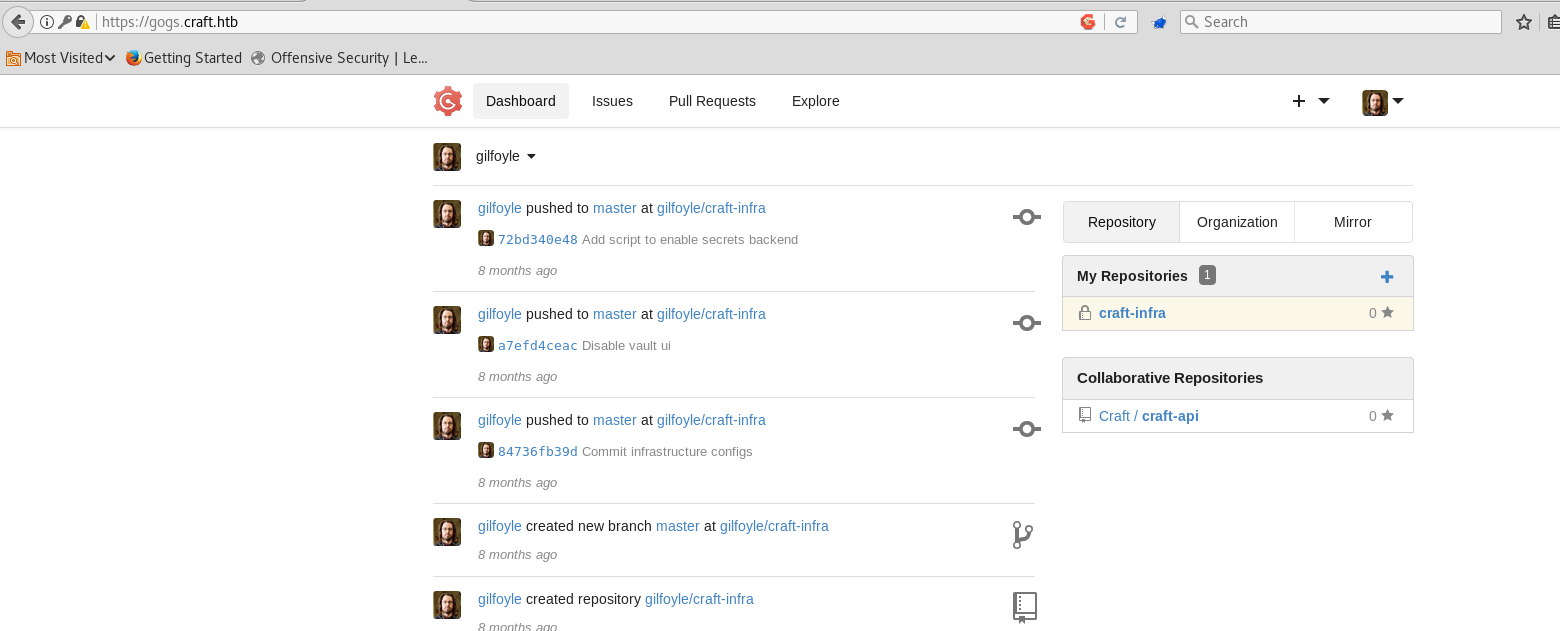 https://gogs.craft.htb
Search
Most Visited
Getting Started
Offensive Security | Le...
Dashboard
Issues
Pull Requests
Explore
gilfoyle
gilfoyle pushed to master at gilfoyle/craft-infra
72bd340e48 Add script to enable secrets backend
8 months ago
gilfoyle pushed to master at gilfoyle/craft-infra
a7efd4ceac Disable vault ui
8 months ago
gilfoyle pushed to master at gilfoyle/craft-infra
84736fb39d Commit infrastructure configs
8 months ago
gilfoyle created new branch master at gilfoyle/craft-infra
8 months ago
gilfoyle created repository gilfoyle/craft-infra
8 months ago
Repository
Organization
Mirror
My Repositories 1
craft-infra 0
Collaborative Repositories
Craft / craft-api 0